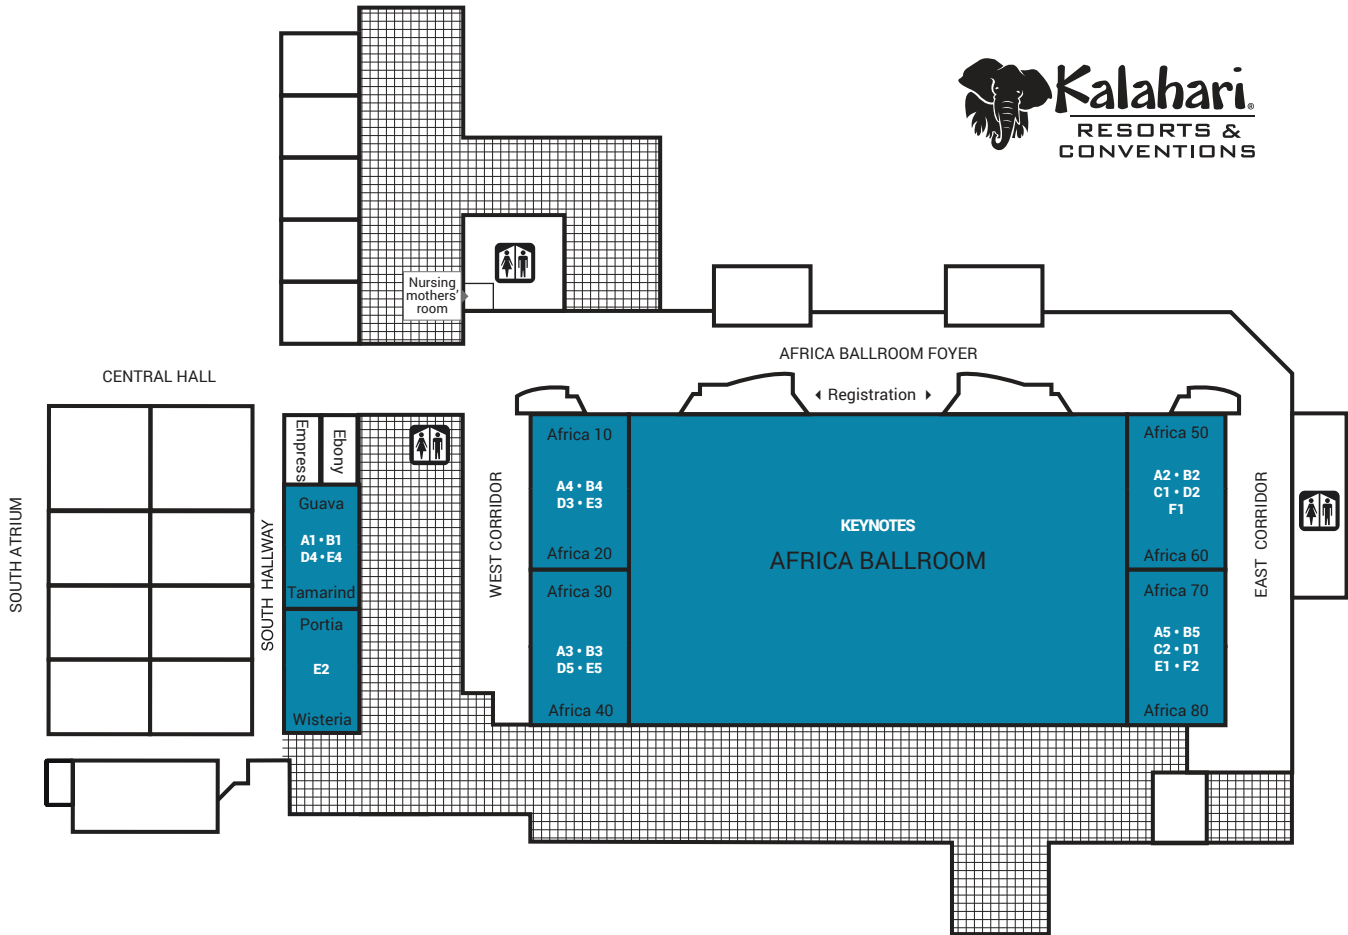 Kalahari®
RESORTS &
CONVENTIONS
Nursing
mothers'
room
AFRICA BALLROOM FOYER
CENTRAL HALL
◂ Registration ▸
Empress
Ebony
Guava
A1 • B1
D4 • E4
Tamarind
Portia
E2
Wisteria
SOUTH ATRIUM
SOUTH HALLWAY
WEST CORRIDOR
Africa 10
A4 • B4
D3 • E3
Africa 20
Africa 30
A3 • B3
D5 • E5
Africa 40
KEYNOTES
AFRICA BALLROOM
Africa 50
A2 • B2
C1 • D2
F1
Africa 60
Africa 70
A5 • B5
C2 • D1
E1 • F2
Africa 80
EAST CORRIDOR